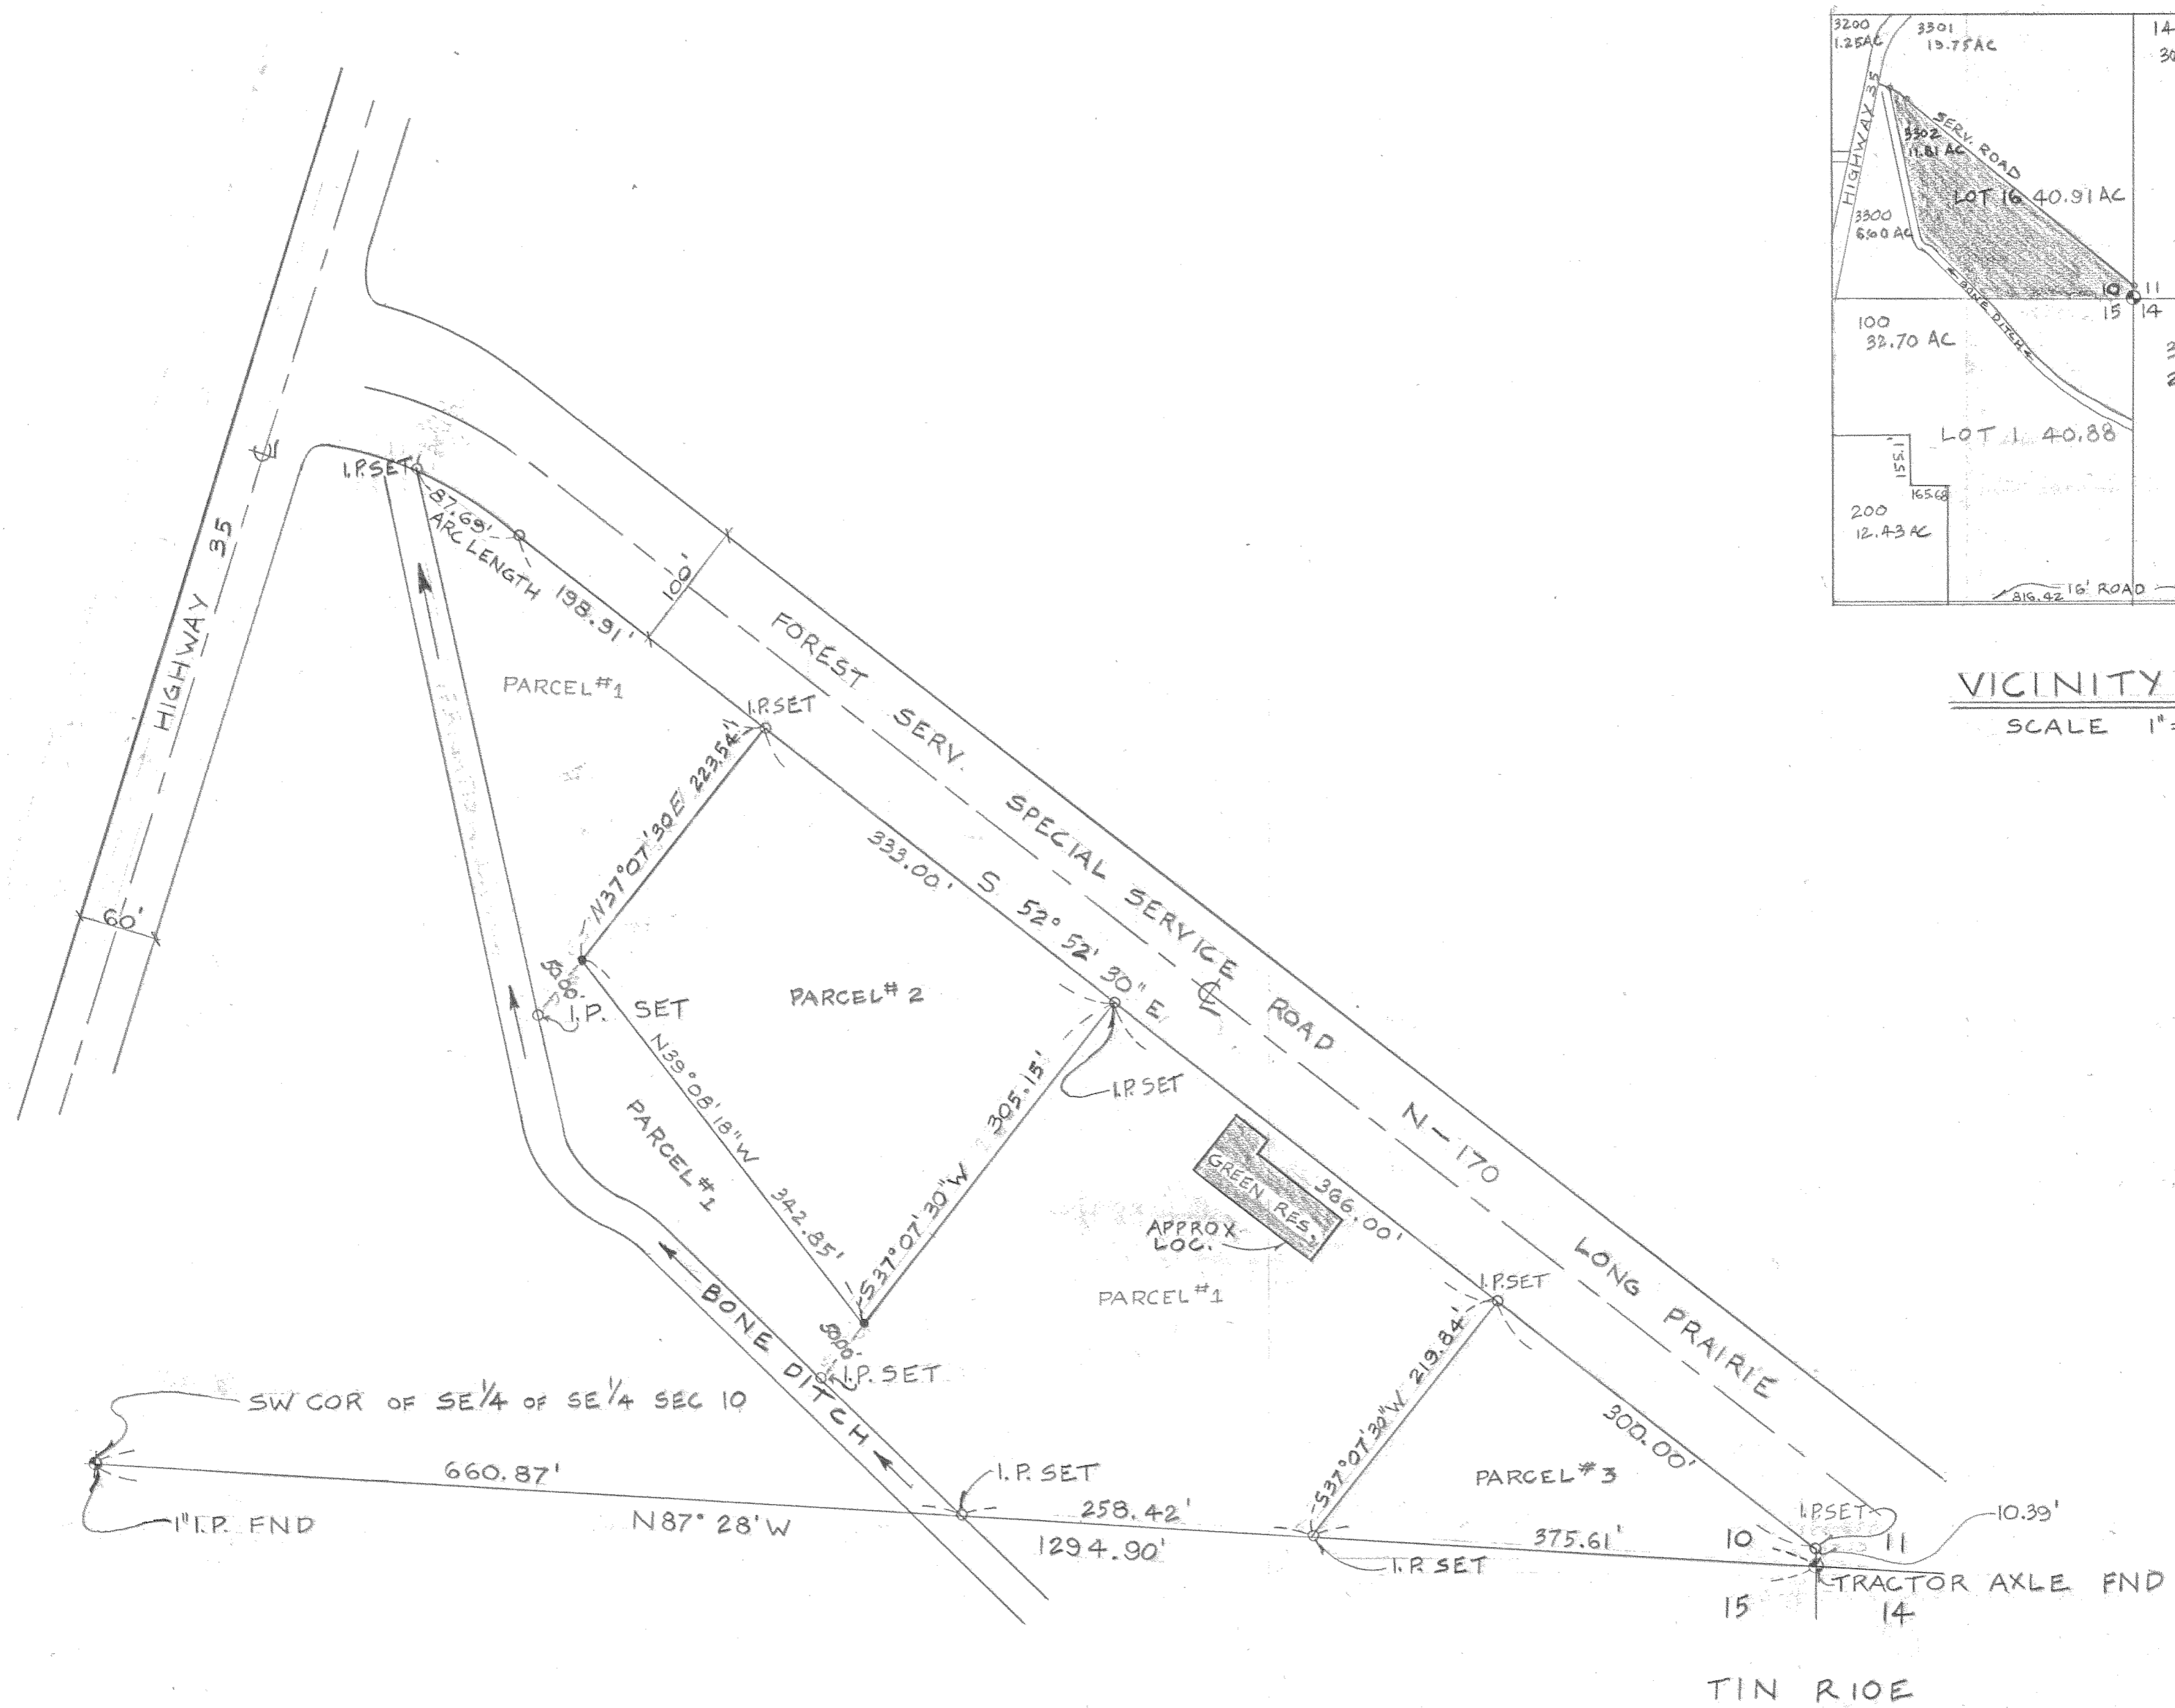 3200
1.25AC
3301
19.75AC
14
HIGHWAY 35
SERV. ROAD
3302
11.81 AC
LOT 16 40.91 AC
3300
6.60 AC
BONE DITCH
10 11
15 14
100
32.70 AC
LOT 1 40.88
155.1'
165.68
200
12.43 AC
816.42 16' ROAD
VICINITY
SCALE 1"=
I.P. SET
87.69'
ARC LENGTH
198.91'
100'
HIGHWAY 35
60'
PARCEL #1
I.P. SET
N37°07'30E 223.54'
50.00'
I.P. SET
FOREST SERV. SPECIAL SERVICE ROAD N-170 LONG PRAIRIE
333.00'
S 52° 52' 30" E
PARCEL # 2
N39°08'18"W 342.85'
PARCEL #1
S37°07'30"W 305.15'
I.P. SET
GREEN RES.
APPROX.
LOC.
366.00'
PARCEL #1
50.00'
I.P. SET
BONE DITCH
I.P. SET
S37°07'30"W 219.84'
300.00'
PARCEL #3
SW COR OF SE 1/4 OF SE 1/4 SEC 10
660.87'
1" I.P. FND
N87° 28' W
I.P. SET
258.42'
1294.90'
I.P. SET
375.61'
I.P. SET
10.39'
10 11
TRACTOR AXLE FND
15 14
T1N R10E